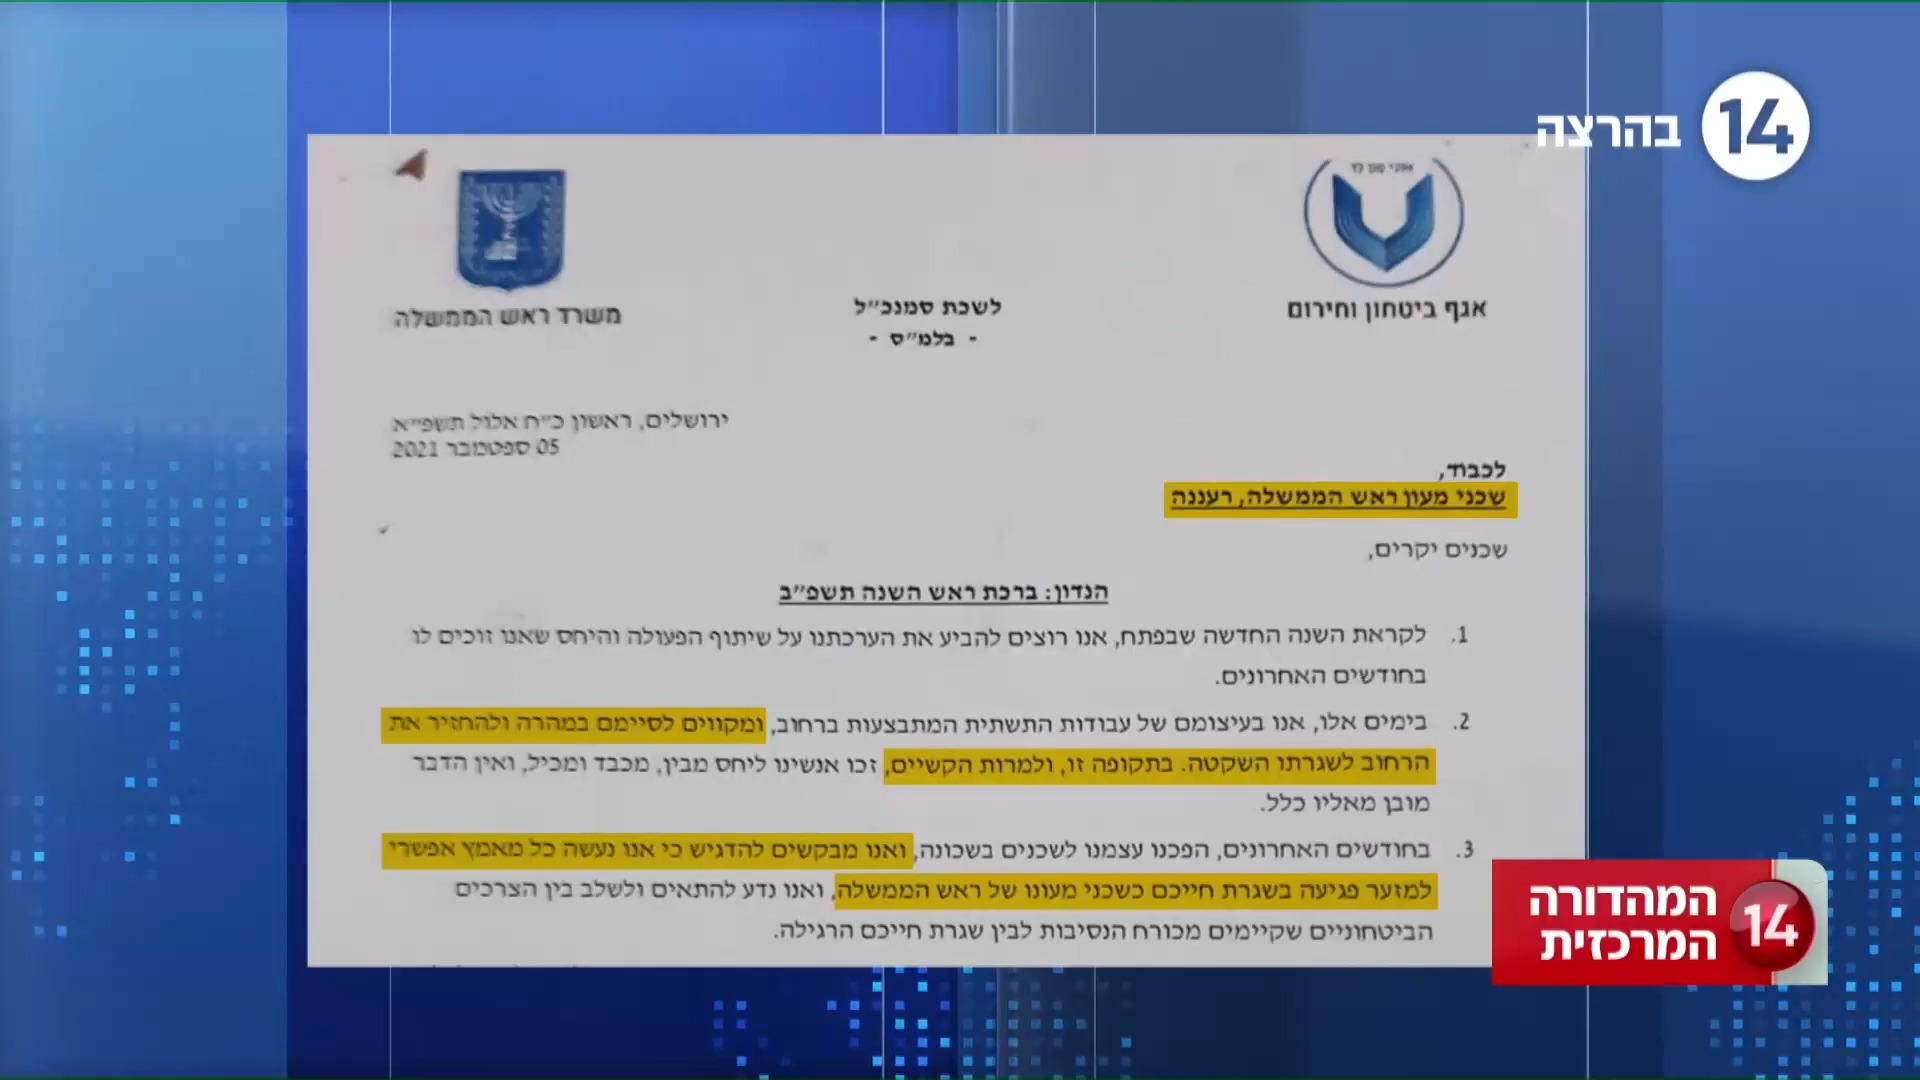 14
בהרצה
משרד ראש הממשלה
לשכת סמנכ״ל
- בלמ״ס -
אגף ביטחון וחירום
ירושלים, ראשון כ״ח אלול תשפ״א
05 ספטמבר 2021
לכבוד,
שכני מעון ראש הממשלה, רעננה
שכנים יקרים,
הנדון: ברכת ראש השנה תשפ״ב
1. לקראת השנה החדשה שבפתח, אנו רוצים להביע את הערכתנו על שיתוף הפעולה והיחס שאנו זוכים לו
בחודשים האחרונים.
2. בימים אלו, אנו בעיצומם של עבודות התשתית המתבצעות ברחוב, ומקווים לסיימם במהרה ולהחזיר את
הרחוב לשגרתו השקטה. בתקופה זו, ולמרות הקשיים, זכו אנשינו ליחס מבין, מכבד ומכיל, ואין הדבר
מובן מאליו כלל.
3. בחודשים האחרונים, הפכנו עצמנו לשכנים בשכונה, ואנו מבקשים להדגיש כי אנו נעשה כל מאמץ אפשרי
למזער פגיעה בשגרת חייכם כשכני מעונו של ראש הממשלה, ואנו נדע להתאים ולשלב בין הצרכים
הביטחוניים שקיימים מכורח הנסיבות לבין שגרת חייכם הרגילה.
המהדורה
המרכזית
14